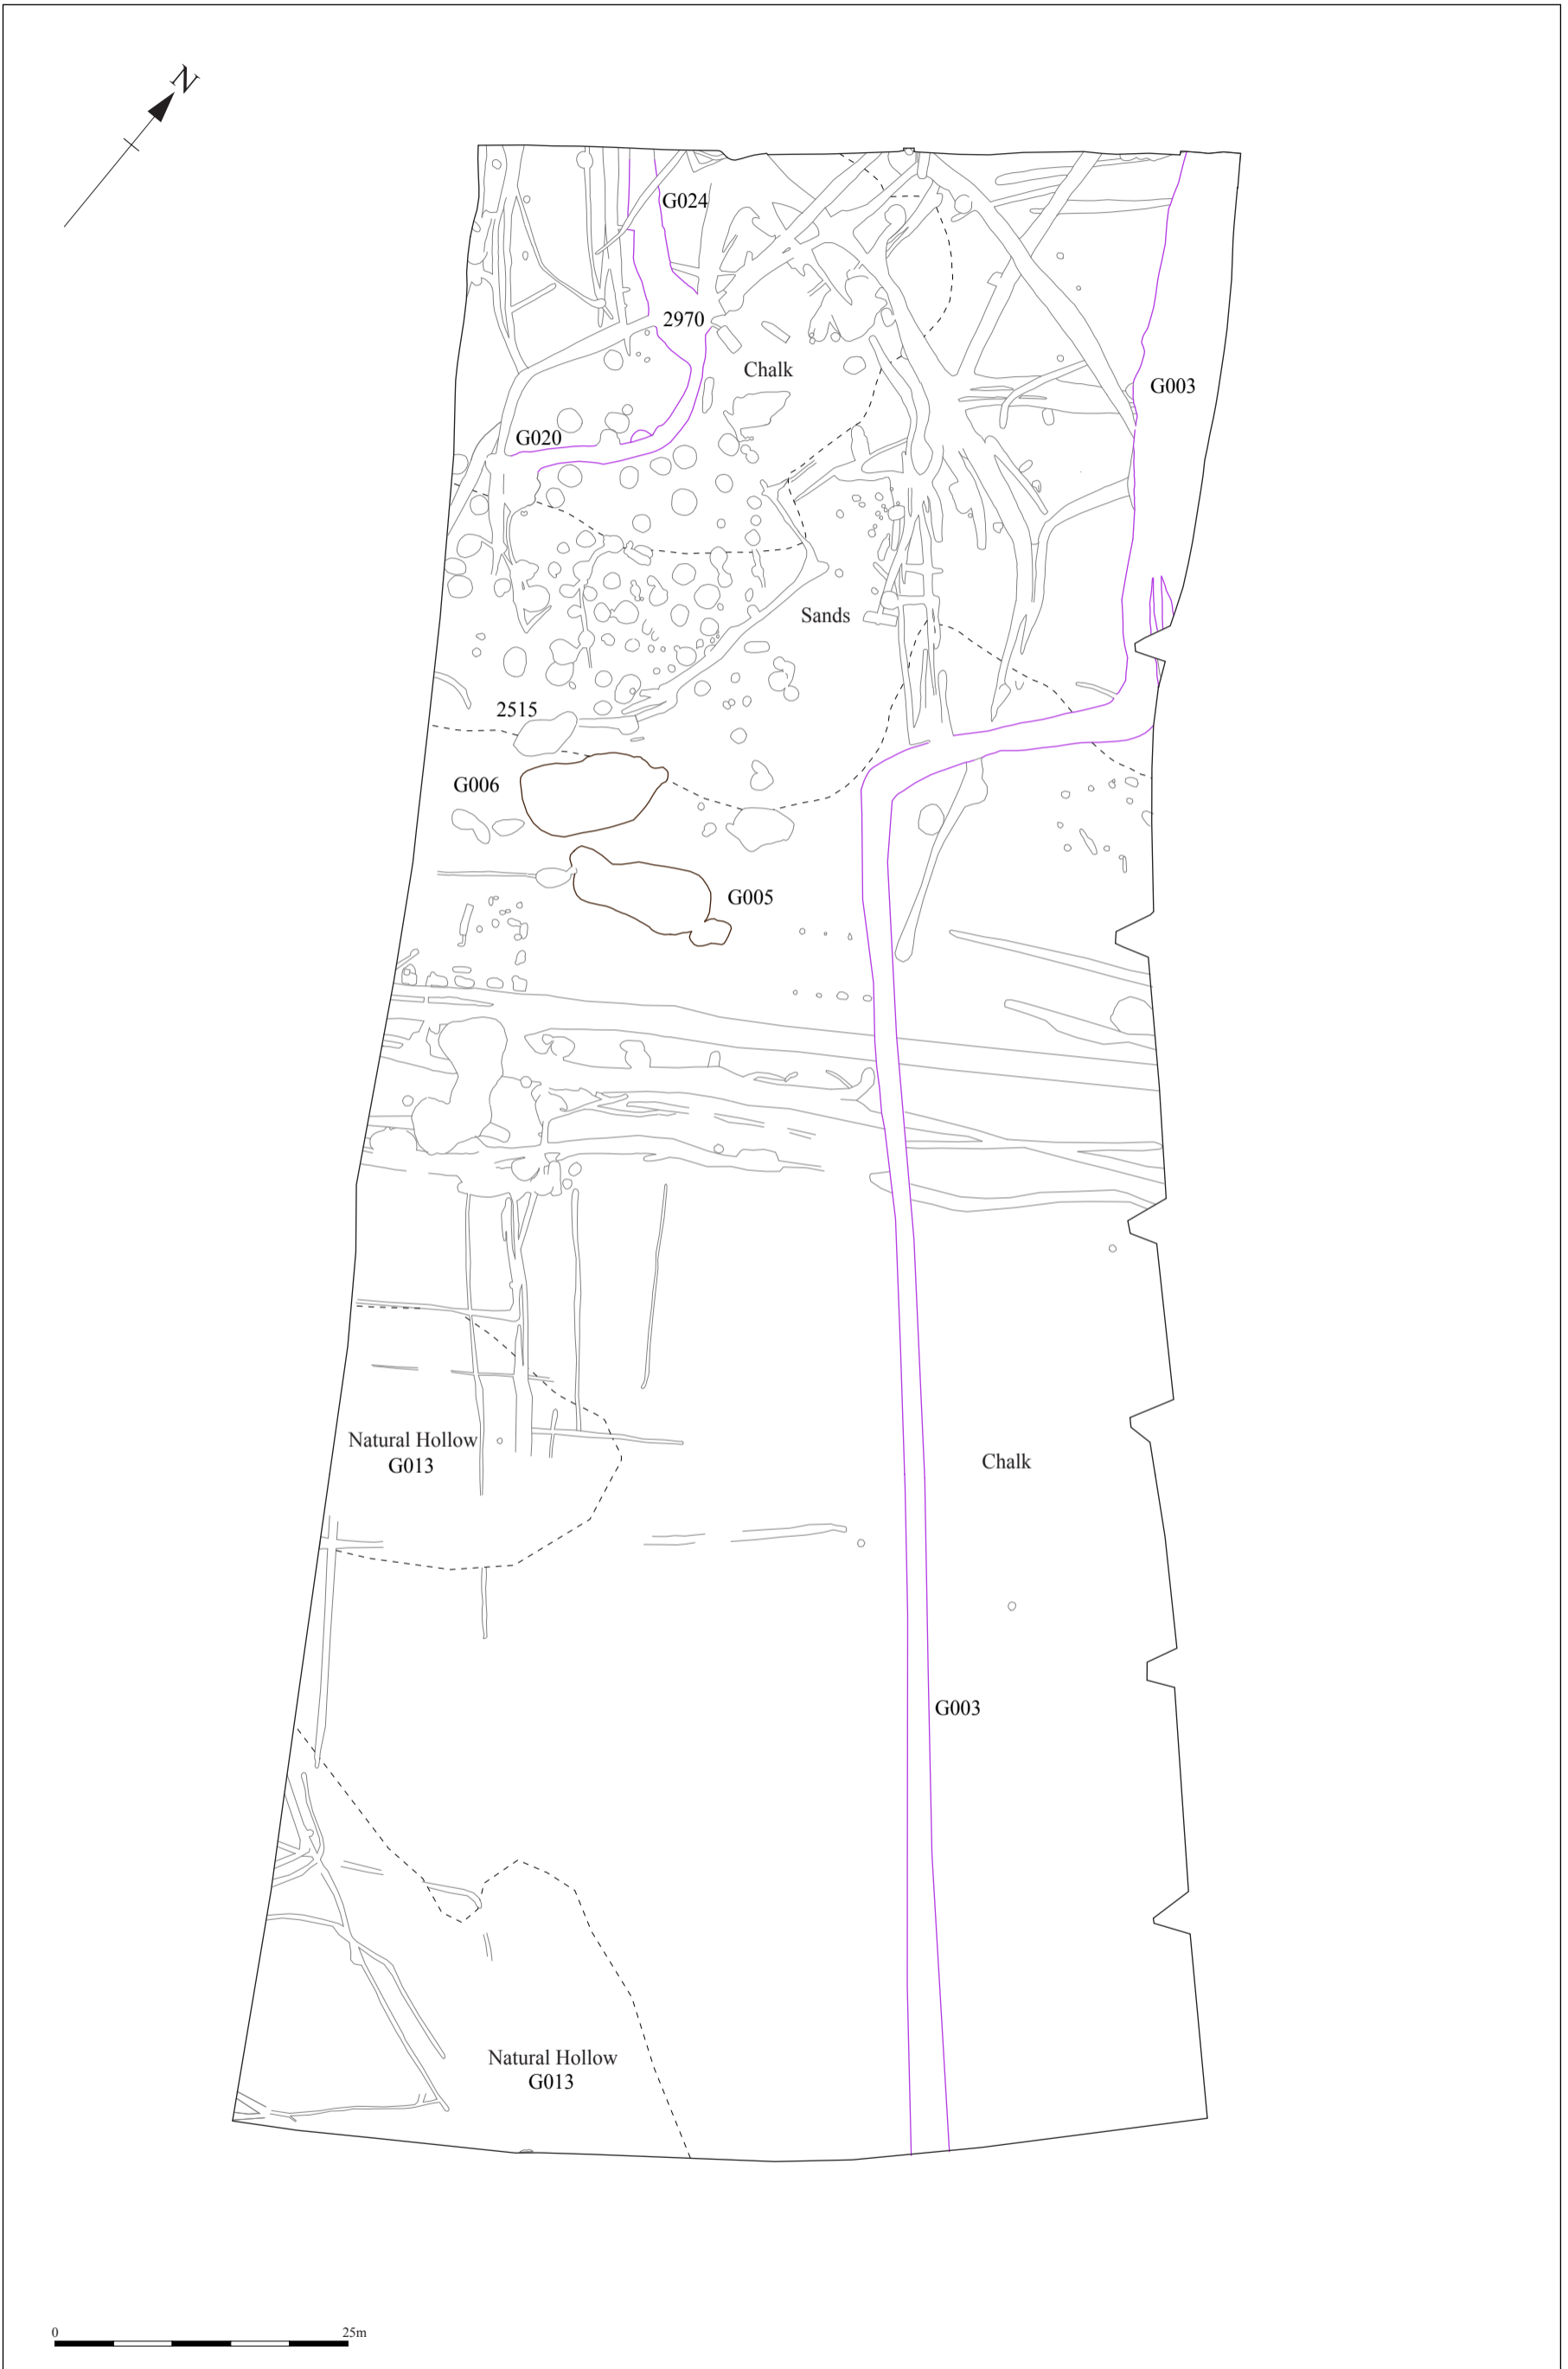 N
G024
2970
Chalk
G003
G020
Sands
2515
G006
G005
Natural Hollow
G013
Chalk
G003
Natural Hollow
G013
0
25m